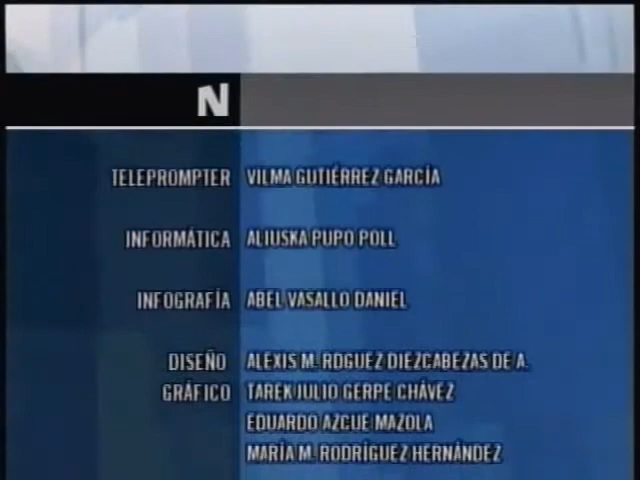 N
TELEPROMPTER VILMA GUTIÉRREZ GARCÍA
INFORMÁTICA ALIUSKA PUPO POLL
INFOGRAFÍA ABEL VASALLO DANIEL
DISEÑO ALEXIS M. RDGUEZ DIEZCABEZAS DE A.
GRÁFICO TAREK JULIO GERPE CHÁVEZ
EDUARDO AZCUE MAZOLA
MARÍA M. RODRÍGUEZ HERNÁNDEZ